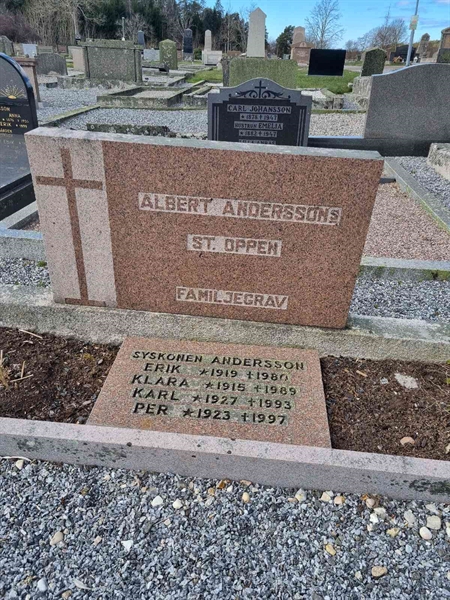 CARL JOHANSSON
ALBERT ANDERSSONS
ST. OPPEN
FAMILJEGRAV
SYSKONEN ANDERSSON
ERIK ★1919 †1980
KLARA ★1915 †1989
KARL ★1927 †1993
PER ★1923 †1997